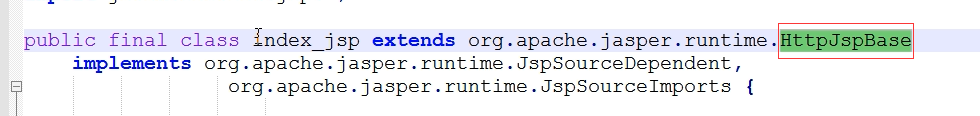 public final class index_jsp extends org.apache.jasper.runtime.HttpJspBase
implements org.apache.jasper.runtime.JspSourceDependent,
org.apache.jasper.runtime.JspSourceImports {